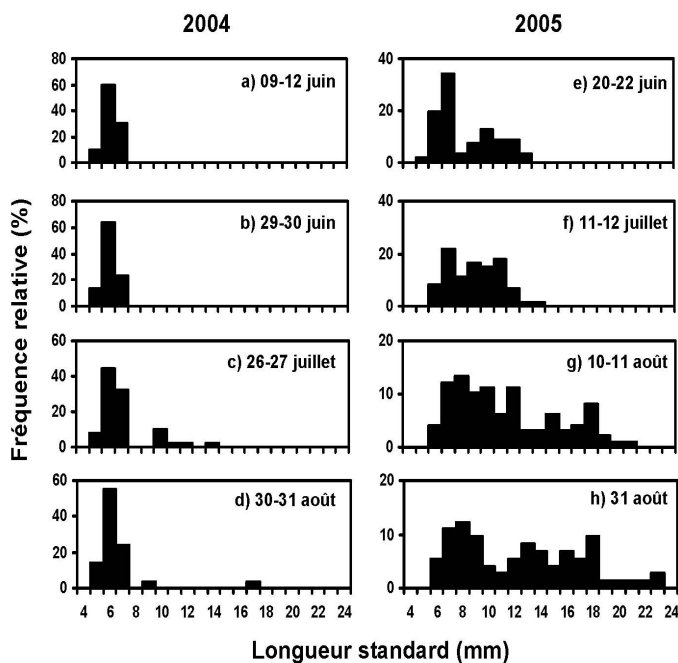 2004
2005
Fréquence relative (%)
80
60
40
20
0
a) 09-12 juin
40
20
0
e) 20-22 juin
80
60
40
20
0
b) 29-30 juin
40
20
0
f) 11-12 juillet
60
40
20
0
c) 26-27 juillet
20
10
0
g) 10-11 août
60
40
20
0
d) 30-31 août
20
10
0
h) 31 août
4 6 8 10 12 14 16 18 20 22 24
4 6 8 10 12 14 16 18 20 22 24
Longueur standard (mm)